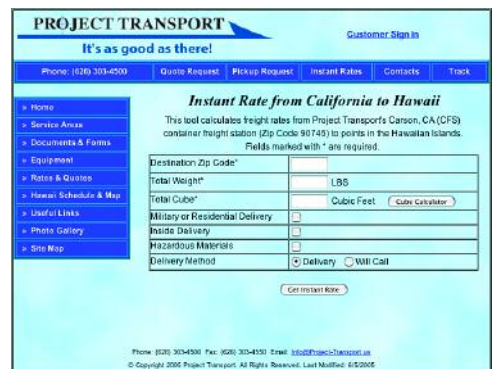 PROJECT TRANSPORT
It's as good as there!
Customer Sign In
Phone: (626) 303-4500 Quote Request Pickup Request Instant Rates Contacts Track
» Home
» Service Areas
» Documents & Forms
» Equipment
» Rates & Quotes
» Hawaii Schedule & Map
» Useful Links
» Photo Gallery
» Site Map
Instant Rate from California to Hawaii
This tool calculates freight rates from Project Transport's Carson, CA (CFS)
container freight station (Zip Code 90745) to points in the Hawaiian Islands.
Fields marked with * are required.
Destination Zip Code*
Total Weight* LBS
Total Cube* Cubic Feet Cube Calculator
Military or Residential Delivery
Inside Delivery
Hazardous Materials
Delivery Method Delivery Will Call
Get Instant Rate
Phone: (626) 303-4500 Fax: (626) 303-4550 Email: Info@Project-Transport.us
© Copyright 2005 Project Transport. All Rights Reserved. Last Modified: 6/5/2005